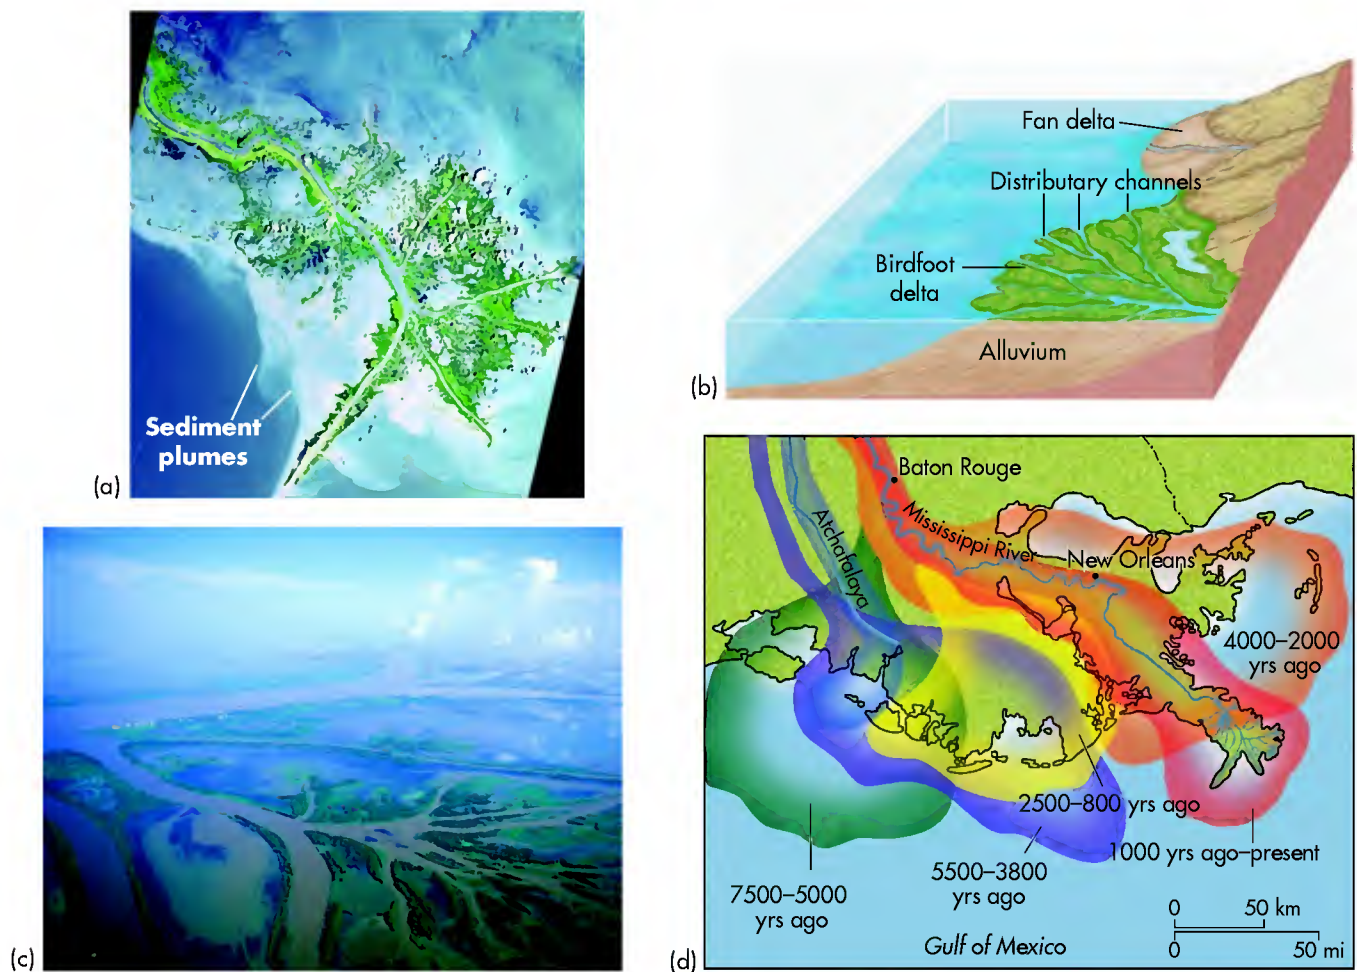 Sediment
plumes
(a)
Fan delta
Distributary channels
Birdfoot
delta
Alluvium
(b)
(c)
Baton Rouge
Mississippi River
New Orleans
Atchafalaya
4000–2000
yrs ago
2500–800 yrs ago
1000 yrs ago–present
5500–3800
yrs ago
7500–5000
yrs ago
Gulf of Mexico
0 50 km
0 50 mi
(d)